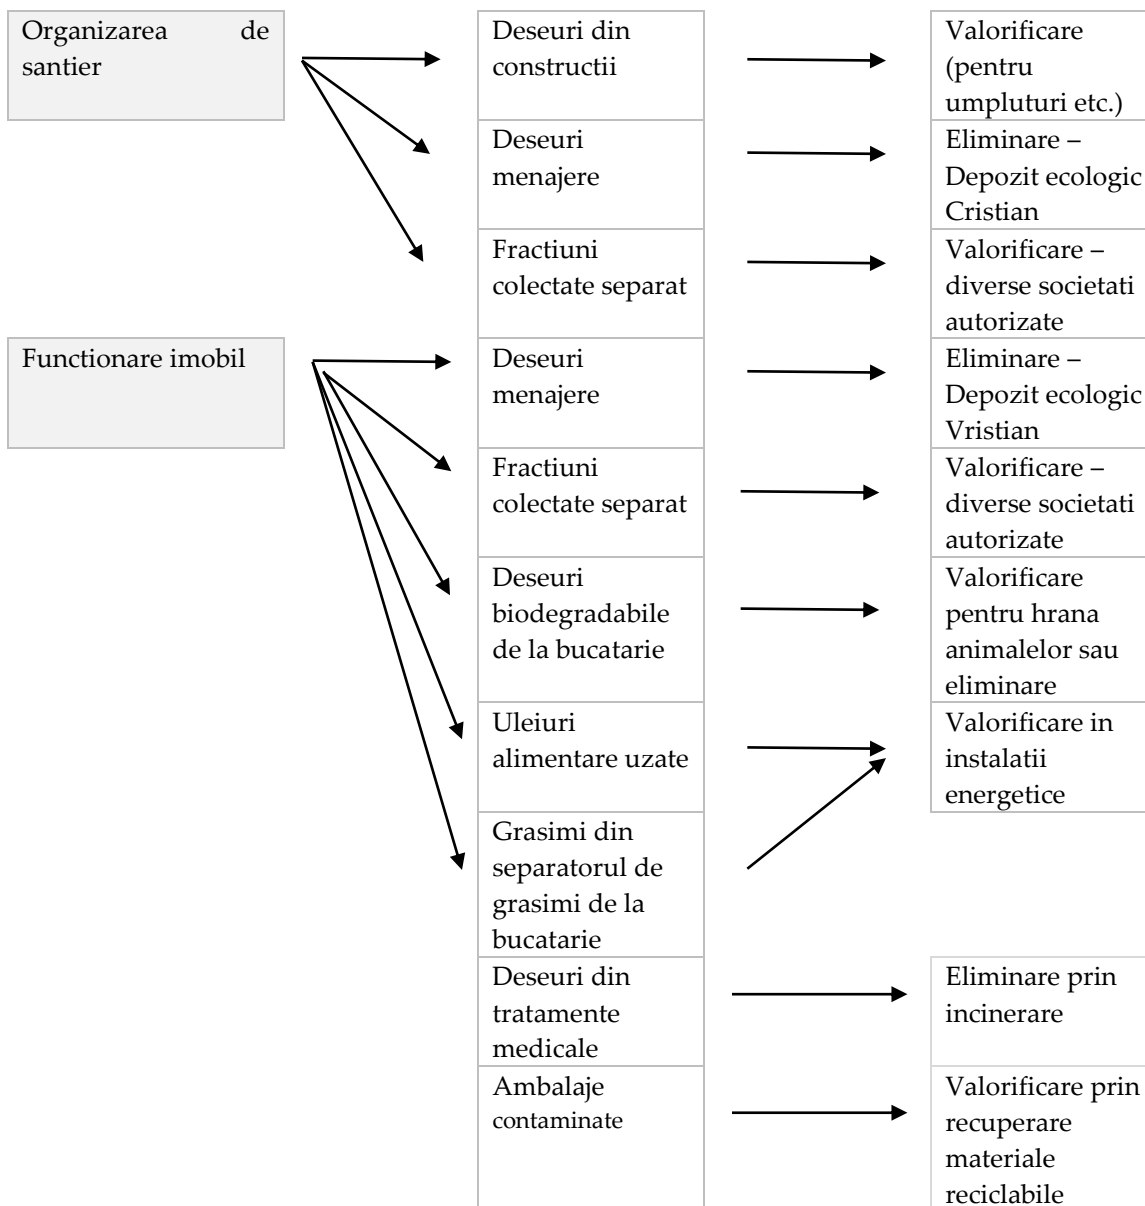 Organizarea de
santier
Deseuri din
constructii
Valorificare
(pentru
umpluturi etc.)
Deseuri
menajere
Eliminare –
Depozit ecologic
Cristian
Fractiuni
colectate separat
Valorificare –
diverse societati
autorizate
Functionare imobil
Deseuri
menajere
Eliminare –
Depozit ecologic
Vristian
Fractiuni
colectate separat
Valorificare –
diverse societati
autorizate
Deseuri
biodegradabile
de la bucatarie
Valorificare
pentru hrana
animalelor sau
eliminare
Uleiuri
alimentare uzate
Valorificare in
instalatii
energetice
Grasimi din
separatorul de
grasimi de la
bucatarie
Deseuri din
tratamente
medicale
Eliminare prin
incinerare
Ambalaje
contaminate
Valorificare prin
recuperare
materiale
reciclabile